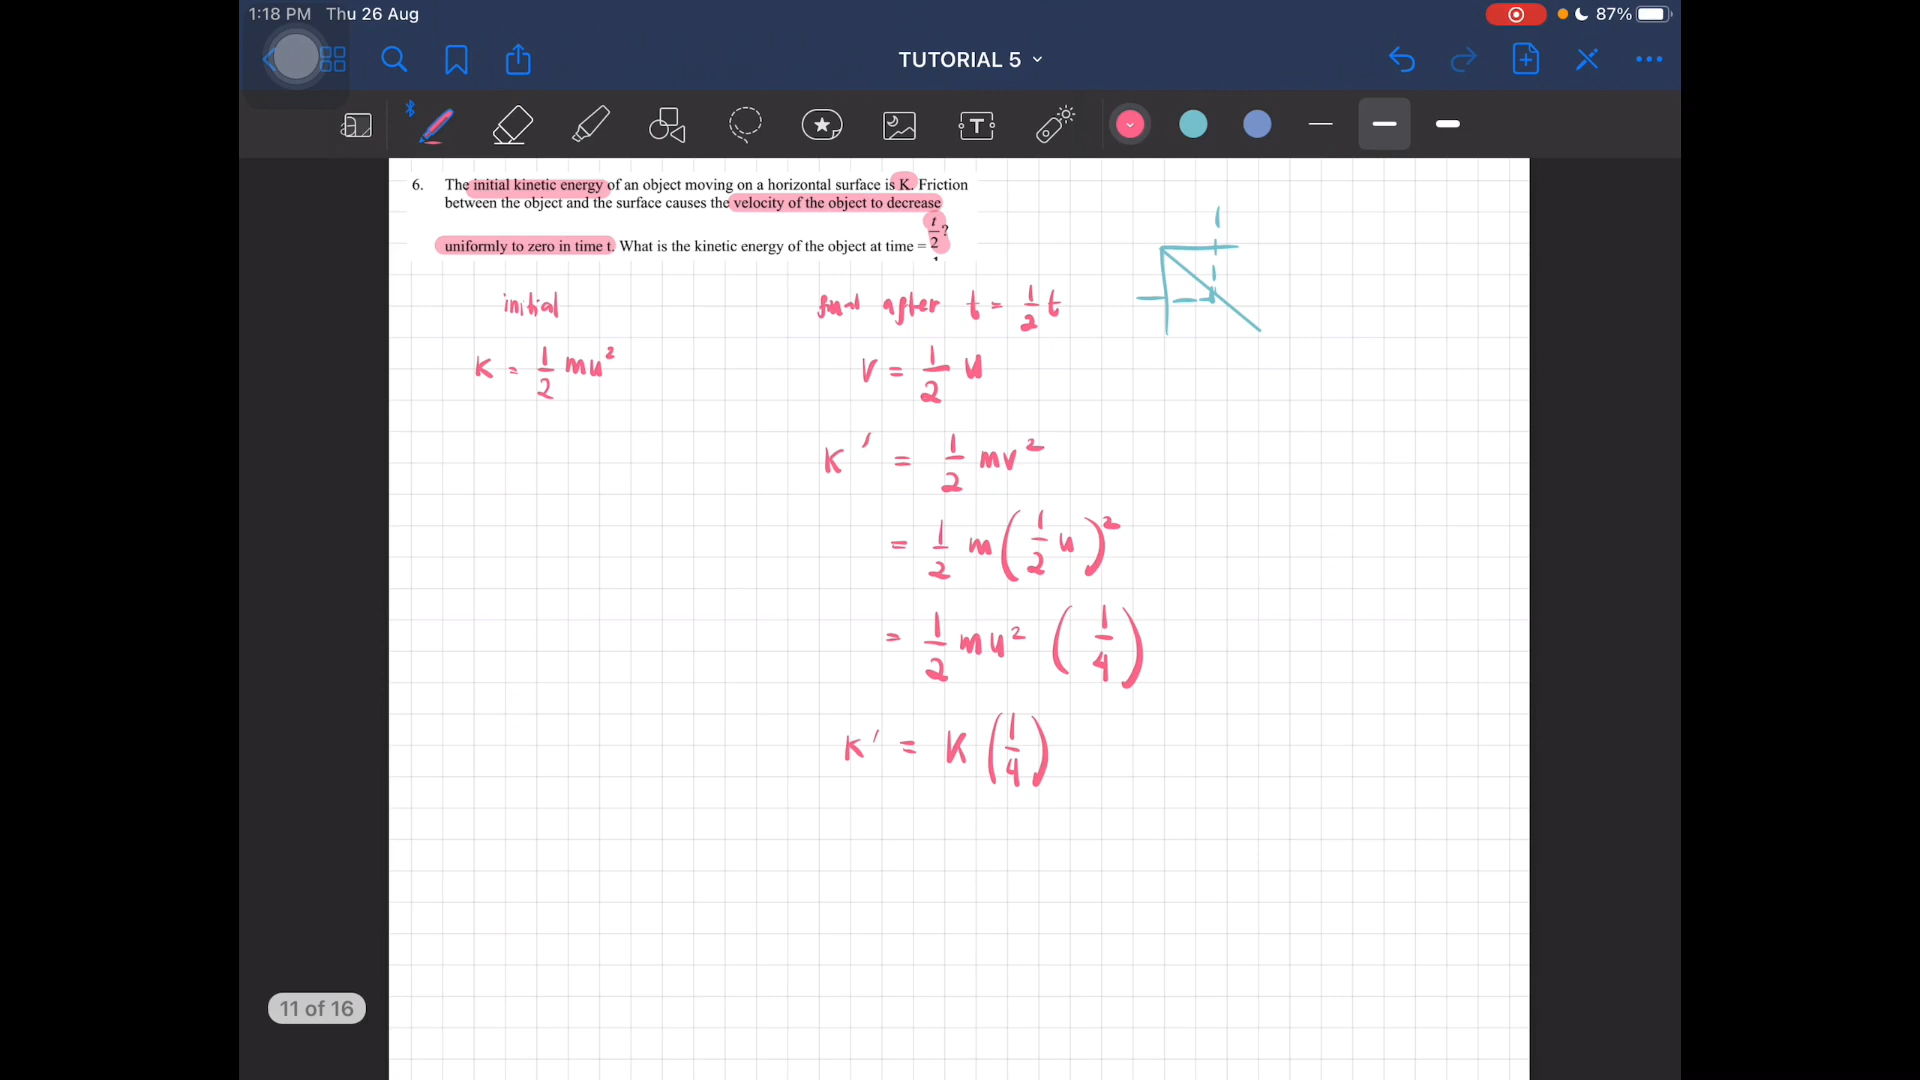 1:18 PM Thu 26 Aug 87%
TUTORIAL 5
6. The initial kinetic energy of an object moving on a horizontal surface is K. Friction
between the object and the surface causes the velocity of the object to decrease
uniformly to zero in time t. What is the kinetic energy of the object at time = t/2?
initial
K = 1/2 mu²
final after t = 1/2 t
v = 1/2 u
K' = 1/2 mv²
= 1/2 m(1/2 u)²
= 1/2 mu² (1/4)
K' = K (1/4)
11 of 16